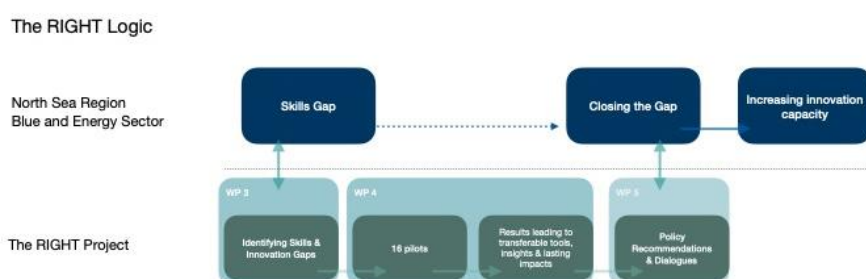 The RIGHT Logic
North Sea Region
Blue and Energy Sector
Skills Gap
Closing the Gap
Increasing innovation
capacity
WP 3
WP 4
WP 5
The RIGHT Project
Identifying Skills &
Innovation Gaps
16 pilots
Results leading to
transferable tools,
insights & lasting
impacts
Policy
Recommendations
& Dialogues